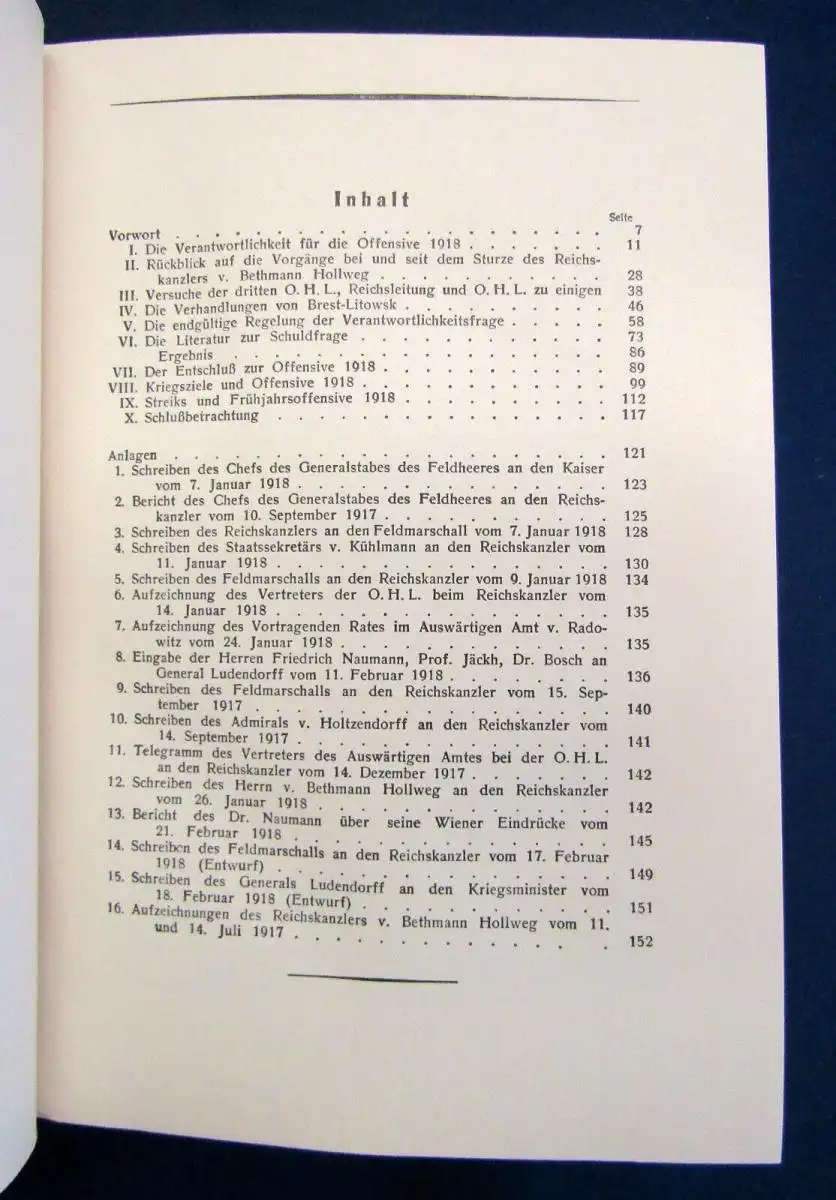 Inhalt
Seite
Vorwort . . . . . . . . . . . . . . . . . . 7
I. Die Verantwortlichkeit für die Offensive 1918 . . . . . . . 11
II. Rückblick auf die Vorgänge bei und seit dem Sturze des Reichs-
kanzlers v. Bethmann Hollweg . . . . . . . . . . 28
III. Versuche der dritten O. H. L., Reichsleitung und O. H. L. zu einigen 38
IV. Die Verhandlungen von Brest-Litowsk . . . . . . . . . 46
V. Die endgültige Regelung der Verantwortlichkeitsfrage . . . . . 58
VI. Die Literatur zur Schuldfrage . . . . . . . . . . . 73
Ergebnis . . . . . . . . . . . . . . . . 86
VII. Der Entschluß zur Offensive 1918 . . . . . . . . . . 89
VIII. Kriegsziele und Offensive 1918 . . . . . . . . . . . 99
IX. Streiks und Frühjahrsoffensive 1918 . . . . . . . . . 112
X. Schlußbetrachtung . . . . . . . . . . . . . . 117
Anlagen . . . . . . . . . . . . . . . . . . 121
1. Schreiben des Chefs des Generalstabes des Feldheeres an den Kaiser
vom 7. Januar 1918 . . . . . . . . . . . . . 123
2. Bericht des Chefs des Generalstabes des Feldheeres an den Reichs-
kanzler vom 10. September 1917 . . . . . . . . . . 125
3. Schreiben des Reichskanzlers an den Feldmarschall vom 7. Januar 1918 128
4. Schreiben des Staatssekretärs v. Kühlmann an den Reichskanzler vom
11. Januar 1918 . . . . . . . . . . . . . . 130
5. Schreiben des Feldmarschalls an den Reichskanzler vom 9. Januar 1918 134
6. Aufzeichnung des Vertreters der O. H. L. beim Reichskanzler vom
14. Januar 1918 . . . . . . . . . . . . . . 135
7. Aufzeichnung des Vortragenden Rates im Auswärtigen Amt v. Rado-
witz vom 24. Januar 1918 . . . . . . . . . . . . 135
8. Eingabe der Herren Friedrich Naumann, Prof. Jäckh, Dr. Bosch an
General Ludendorff vom 11. Februar 1918 . . . . . . . 136
9. Schreiben des Feldmarschalls an den Reichskanzler vom 15. Sep-
tember 1917 . . . . . . . . . . . . . . . 140
10. Schreiben des Admirals v. Holtzendorff an den Reichskanzler vom
14. September 1917 . . . . . . . . . . . . . 141
11. Telegramm des Vertreters des Auswärtigen Amtes bei der O. H. L.
an den Reichskanzler vom 14. Dezember 1917 . . . . . . 142
12. Schreiben des Herrn v. Bethmann Hollweg an den Reichskanzler
vom 26. Januar 1918 . . . . . . . . . . . . . 142
13. Bericht des Dr. Naumann über seine Wiener Eindrücke vom
21. Februar 1918 . . . . . . . . . . . . . . 145
14. Schreiben des Feldmarschalls an den Reichskanzler vom 17. Februar
1918 (Entwurf) . . . . . . . . . . . . . . 149
15. Schreiben des Generals Ludendorff an den Kriegsminister vom
18. Februar 1918 (Entwurf) . . . . . . . . . . . 151
16. Aufzeichnungen des Reichskanzlers v. Bethmann Hollweg vom 11.
und 14. Juli 1917 . . . . . . . . . . . . . . 152